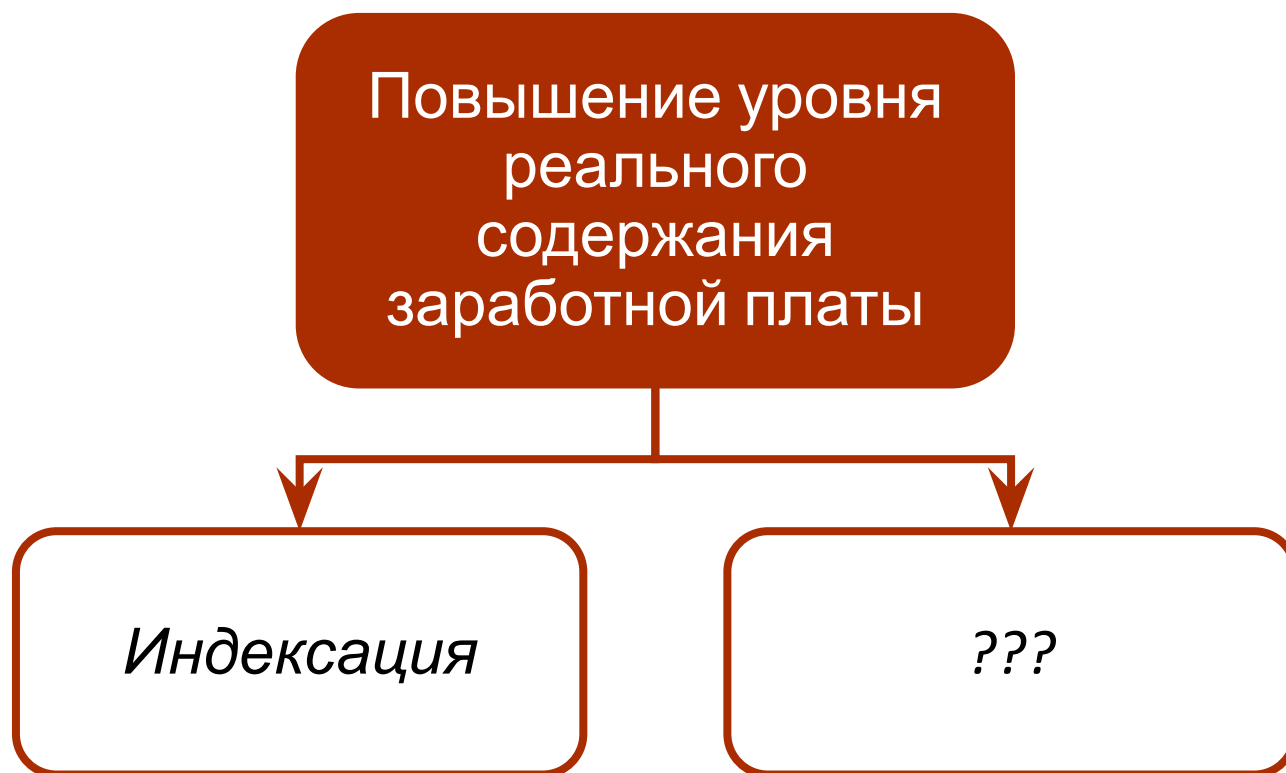 Повышение уровня
реального
содержания
заработной платы
Индексация
???